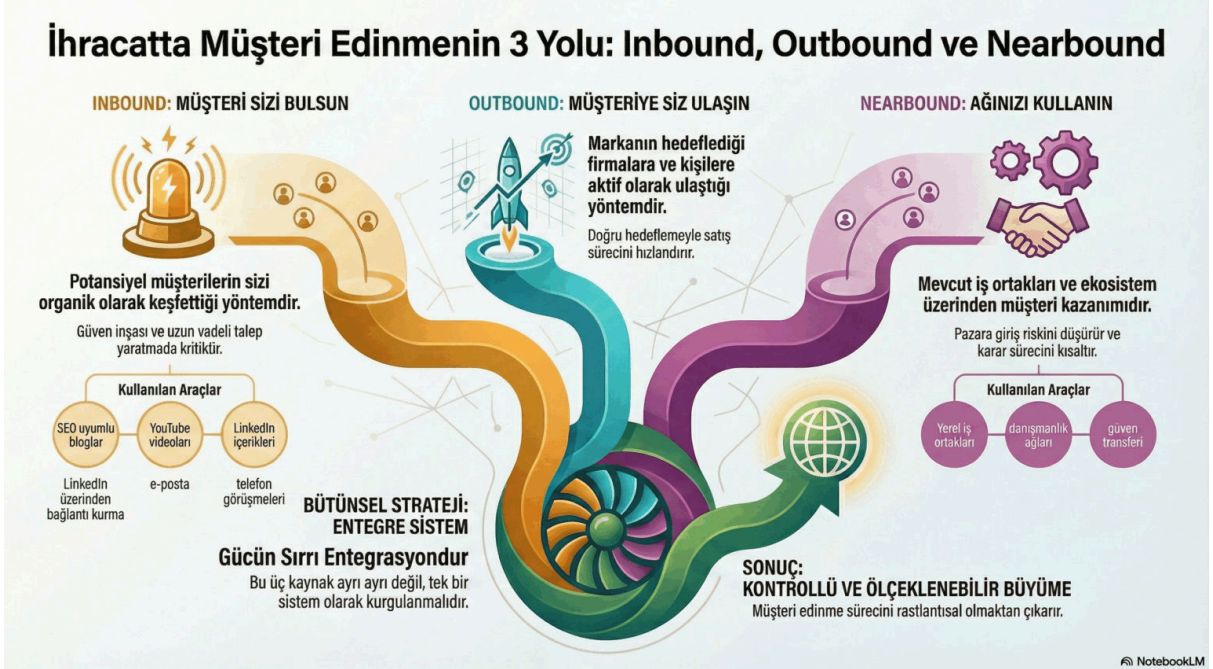 İhracatta Müşteri Edinmenin 3 Yolu: Inbound, Outbound ve Nearbound
INBOUND: MÜŞTERİ SİZİ BULSUN
Potansiyel müşterilerin sizi
organik olarak keşfettiği yöntemdir.
Güven inşası ve uzun vadeli talep
yaratmada kritiktir.
Kullanılan Araçlar
SEO uyumlu
bloglar
YouTube
videoları
LinkedIn
içerikleri
LinkedIn
üzerinden
bağlantı kurma
e-posta
telefon
görüşmeleri
OUTBOUND: MÜŞTERİYE SİZ ULAŞIN
Markanın hedeflediği
firmalara ve kişilere
aktif olarak ulaştığı
yöntemdir.
Doğru hedeflemeyle satış
sürecini hızlandırır.
NEARBOUND: AĞINIZI KULLANIN
Mevcut iş ortakları ve ekosistem
üzerinden müşteri kazanımıdır.
Pazara giriş riskini düşürür ve
karar sürecini kısaltır.
Kullanılan Araçlar
Yerel iş
ortakları
danışmanlık
ağları
güven
transferi
BÜTÜNSEL STRATEJİ:
ENTEGRE SİSTEM
Gücün Sırrı Entegrasyondur
Bu üç kaynak ayrı ayrı değil, tek bir
sistem olarak kurgulanmalıdır.
SONUÇ:
KONTROLLÜ VE ÖLÇEKLENEBİLİR BÜYÜME
Müşteri edinme sürecini rastlantısal olmaktan çıkarır.
NotebookLM